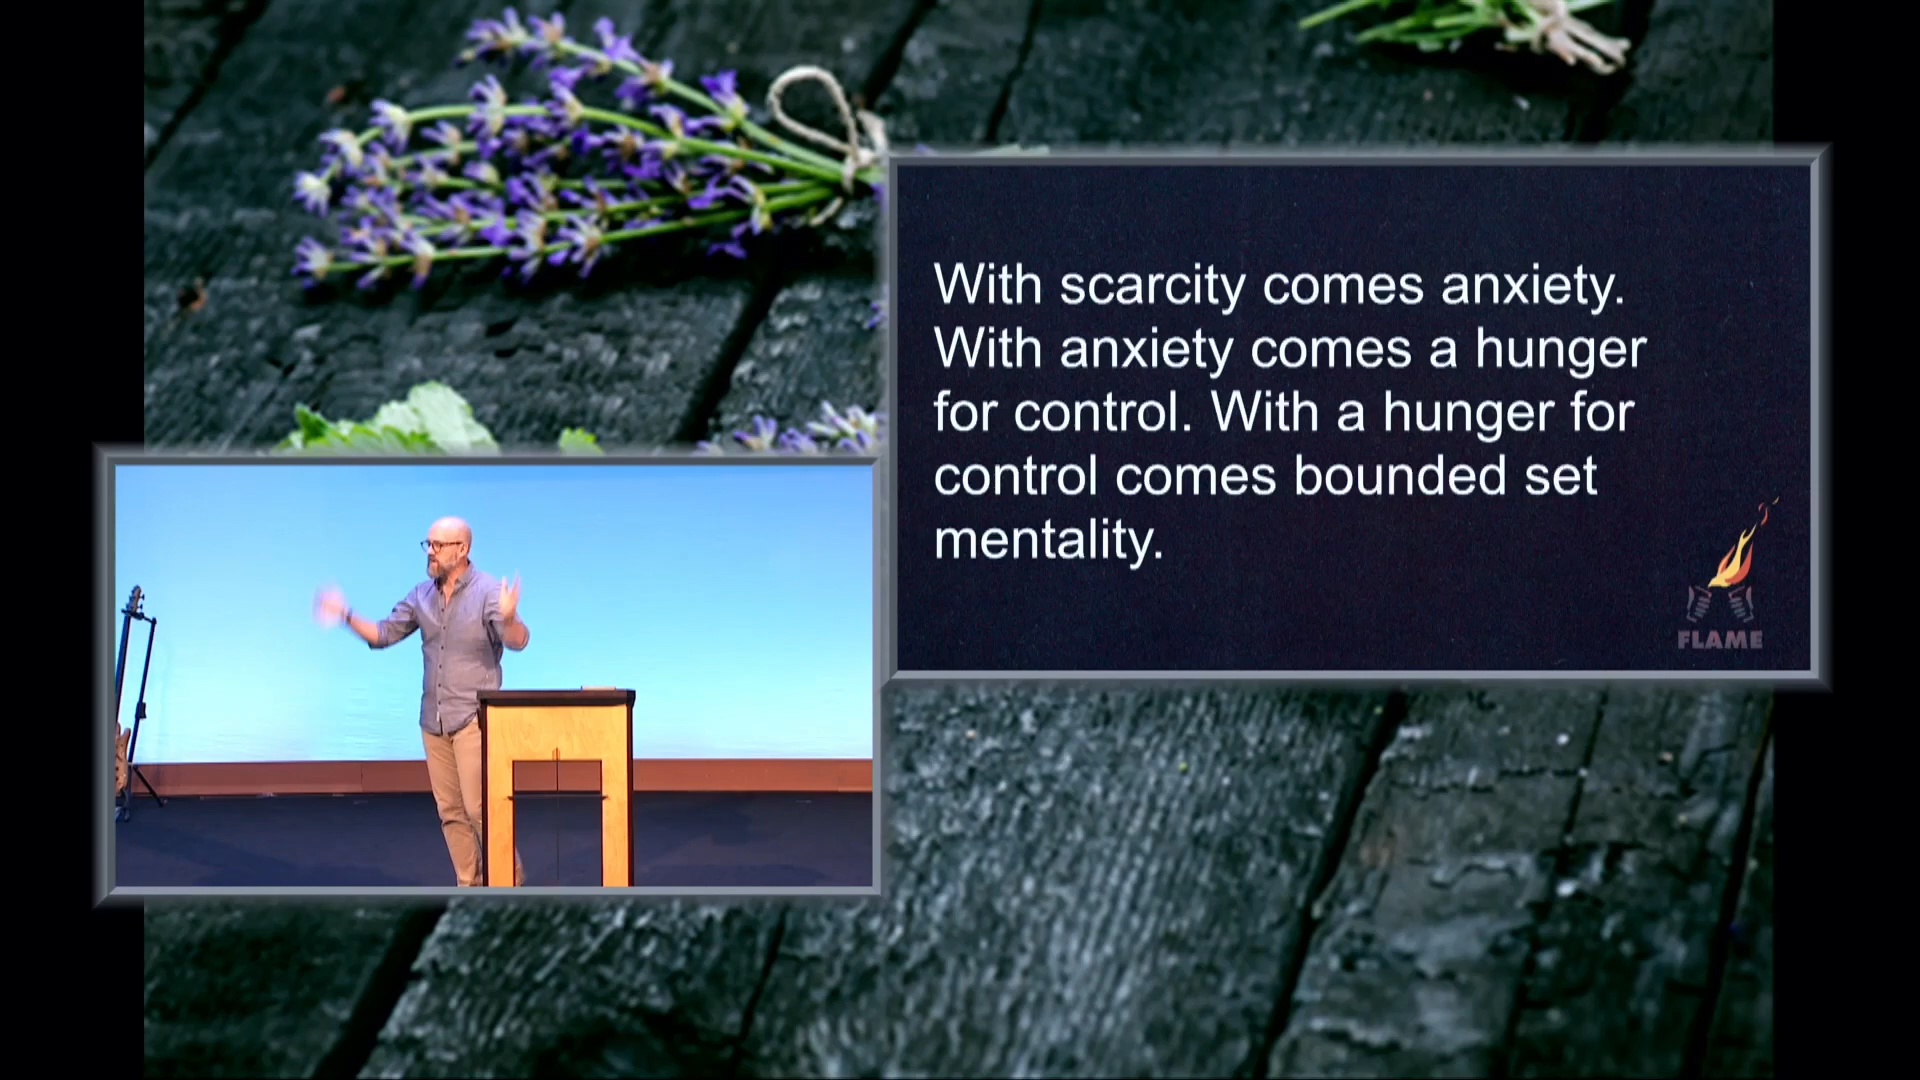 With scarcity comes anxiety.
With anxiety comes a hunger
for control. With a hunger for
control comes bounded set
mentality.
FLAME